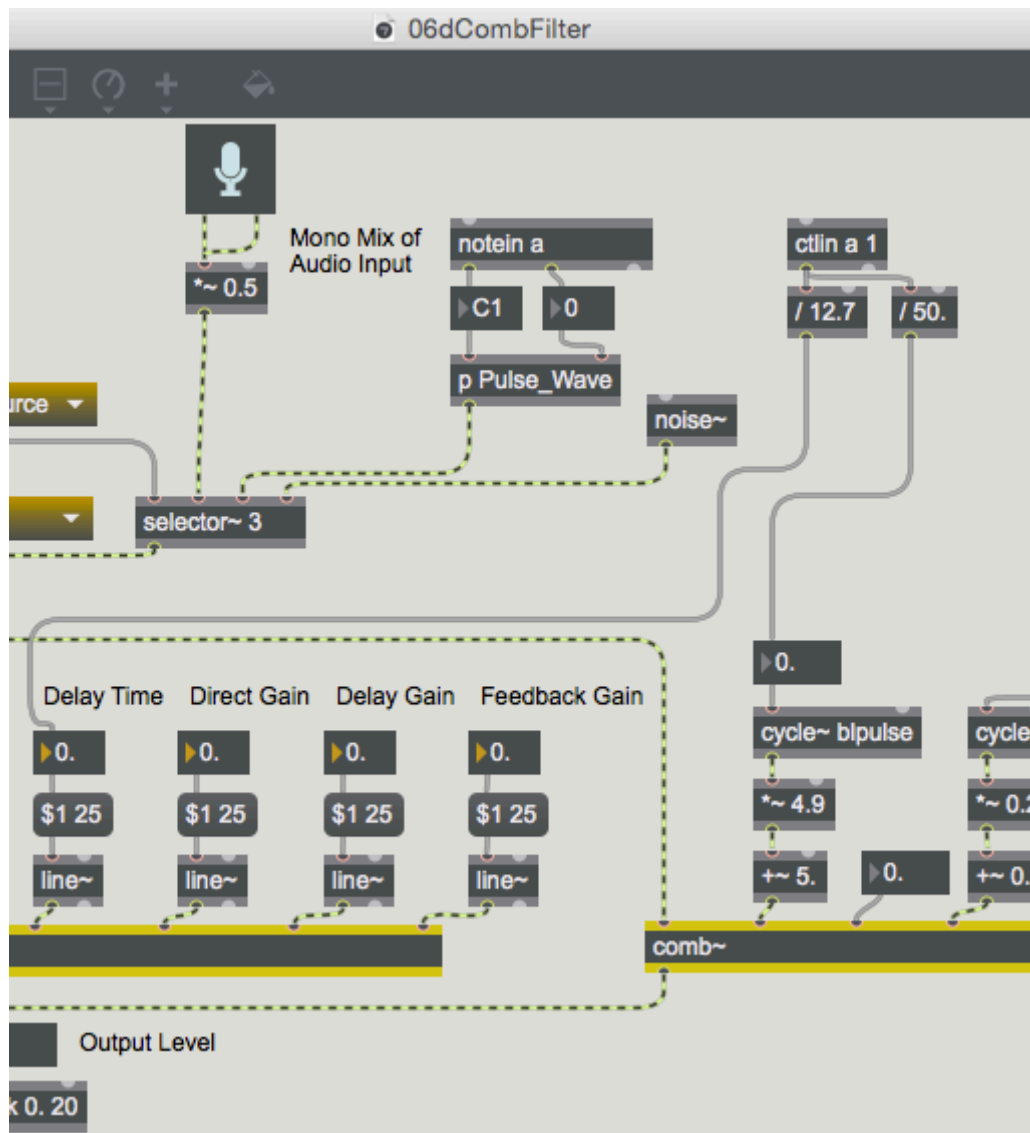 06dCombFilter
Mono Mix of
Audio Input
notein a
ctlin a 1
*~ 0.5
C1
0
/ 12.7
/ 50.
p Pulse_Wave
urce
noise~
selector~ 3
0.
Delay Time
Direct Gain
Delay Gain
Feedback Gain
cycle~ blpulse
cycle
0.
0.
0.
0.
$1 25
$1 25
$1 25
$1 25
*~ 4.9
*~ 0.2
line~
line~
line~
line~
+~ 5.
0.
+~ 0.
comb~
Output Level
k 0. 20